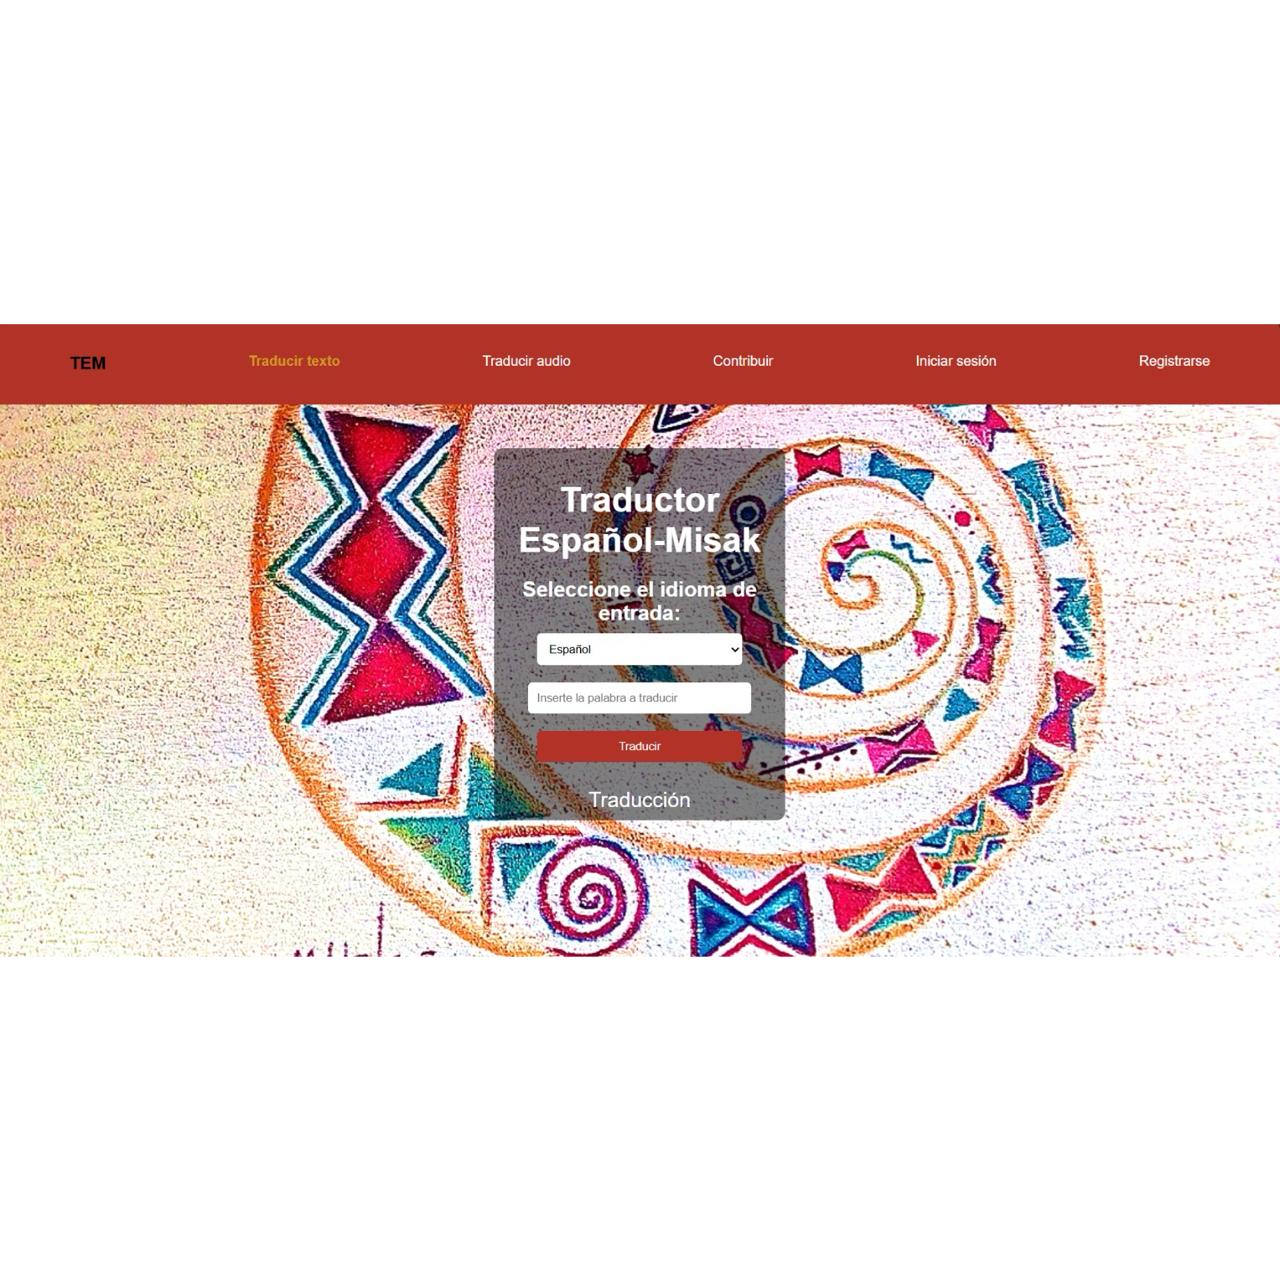 TEM Traducir texto Traducir audio Contribuir Iniciar sesión Registrarse
Traductor
Español-Misak
Seleccione el idioma de
entrada:
Español
Inserte la palabra a traducir
Traducir
Traducción